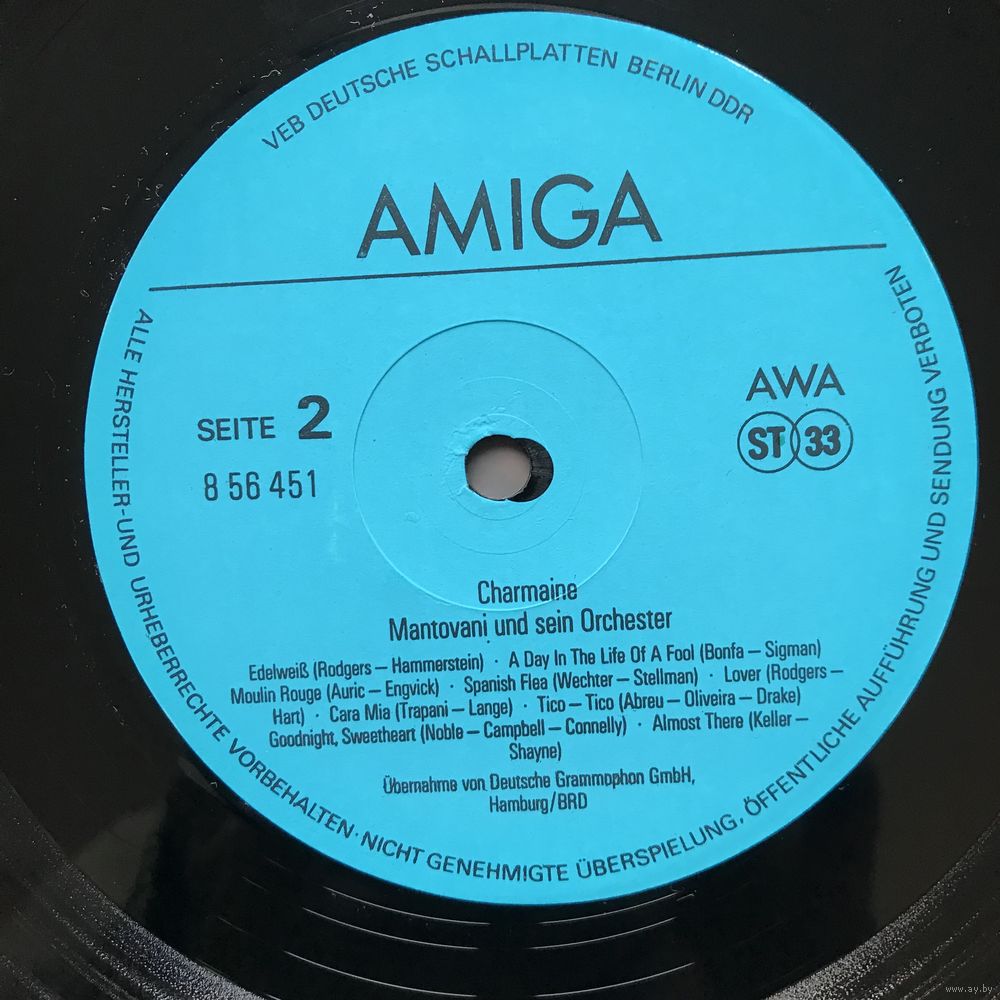 VEB DEUTSCHE SCHALLPLATTEN BERLIN DDR
AMIGA
SEITE 2
8 56 451
AWA
ST 33
Charmaine
Mantovani und sein Orchester
Edelweiß (Rodgers – Hammerstein) · A Day In The Life Of A Fool (Bonfa – Sigman)
Moulin Rouge (Auric – Engvick) · Spanish Flea (Wechter – Stellman) · Lover (Rodgers –
Hart) · Cara Mia (Trapani – Lange) · Tico – Tico (Abreu – Oliveira – Drake)
Goodnight, Sweetheart (Noble – Campbell – Connelly) · Almost There (Keller –
Shayne)
Übernahme von Deutsche Grammophon GmbH,
Hamburg/BRD
ALLE HERSTELLER-UND URHEBERRECHTE VORBEHALTEN · NICHT GENEHMIGTE ÜBERSPIELUNG, ÖFFENTLICHE AUFFÜHRUNG UND SENDUNG VERBOTEN
www.ay.by